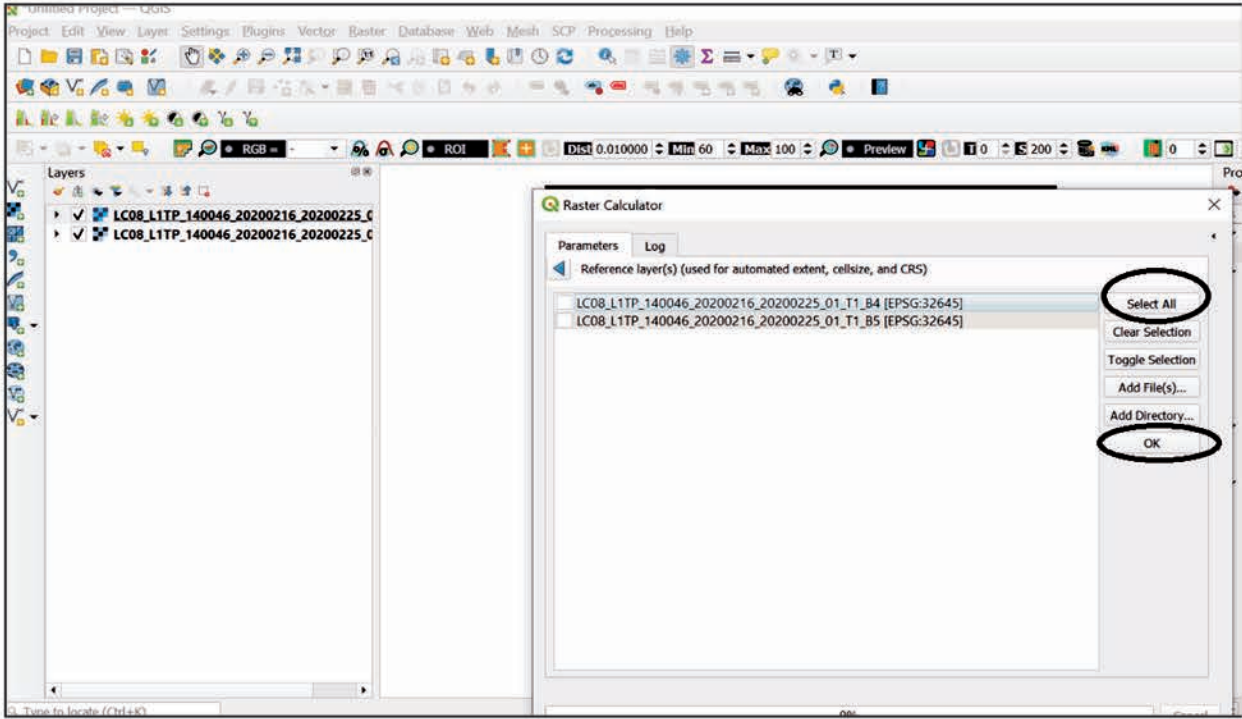 *Untitled Project — QGIS
Project Edit View Layer Settings Plugins Vector Raster Database Web Mesh SCP Processing Help
RGB = - ROI Dist 0.010000 Min 60 Max 100 Preview T 0 S 200 0
Layers
LC08_L1TP_140046_20200216_20200225_0
LC08_L1TP_140046_20200216_20200225_0
Pro
Raster Calculator
Parameters Log
Reference layer(s) (used for automated extent, cellsize, and CRS)
LC08_L1TP_140046_20200216_20200225_01_T1_B4 [EPSG:32645]
LC08_L1TP_140046_20200216_20200225_01_T1_B5 [EPSG:32645]
Select All
Clear Selection
Toggle Selection
Add File(s)...
Add Directory...
OK
0%
Cancel
Type to locate (Ctrl+K)